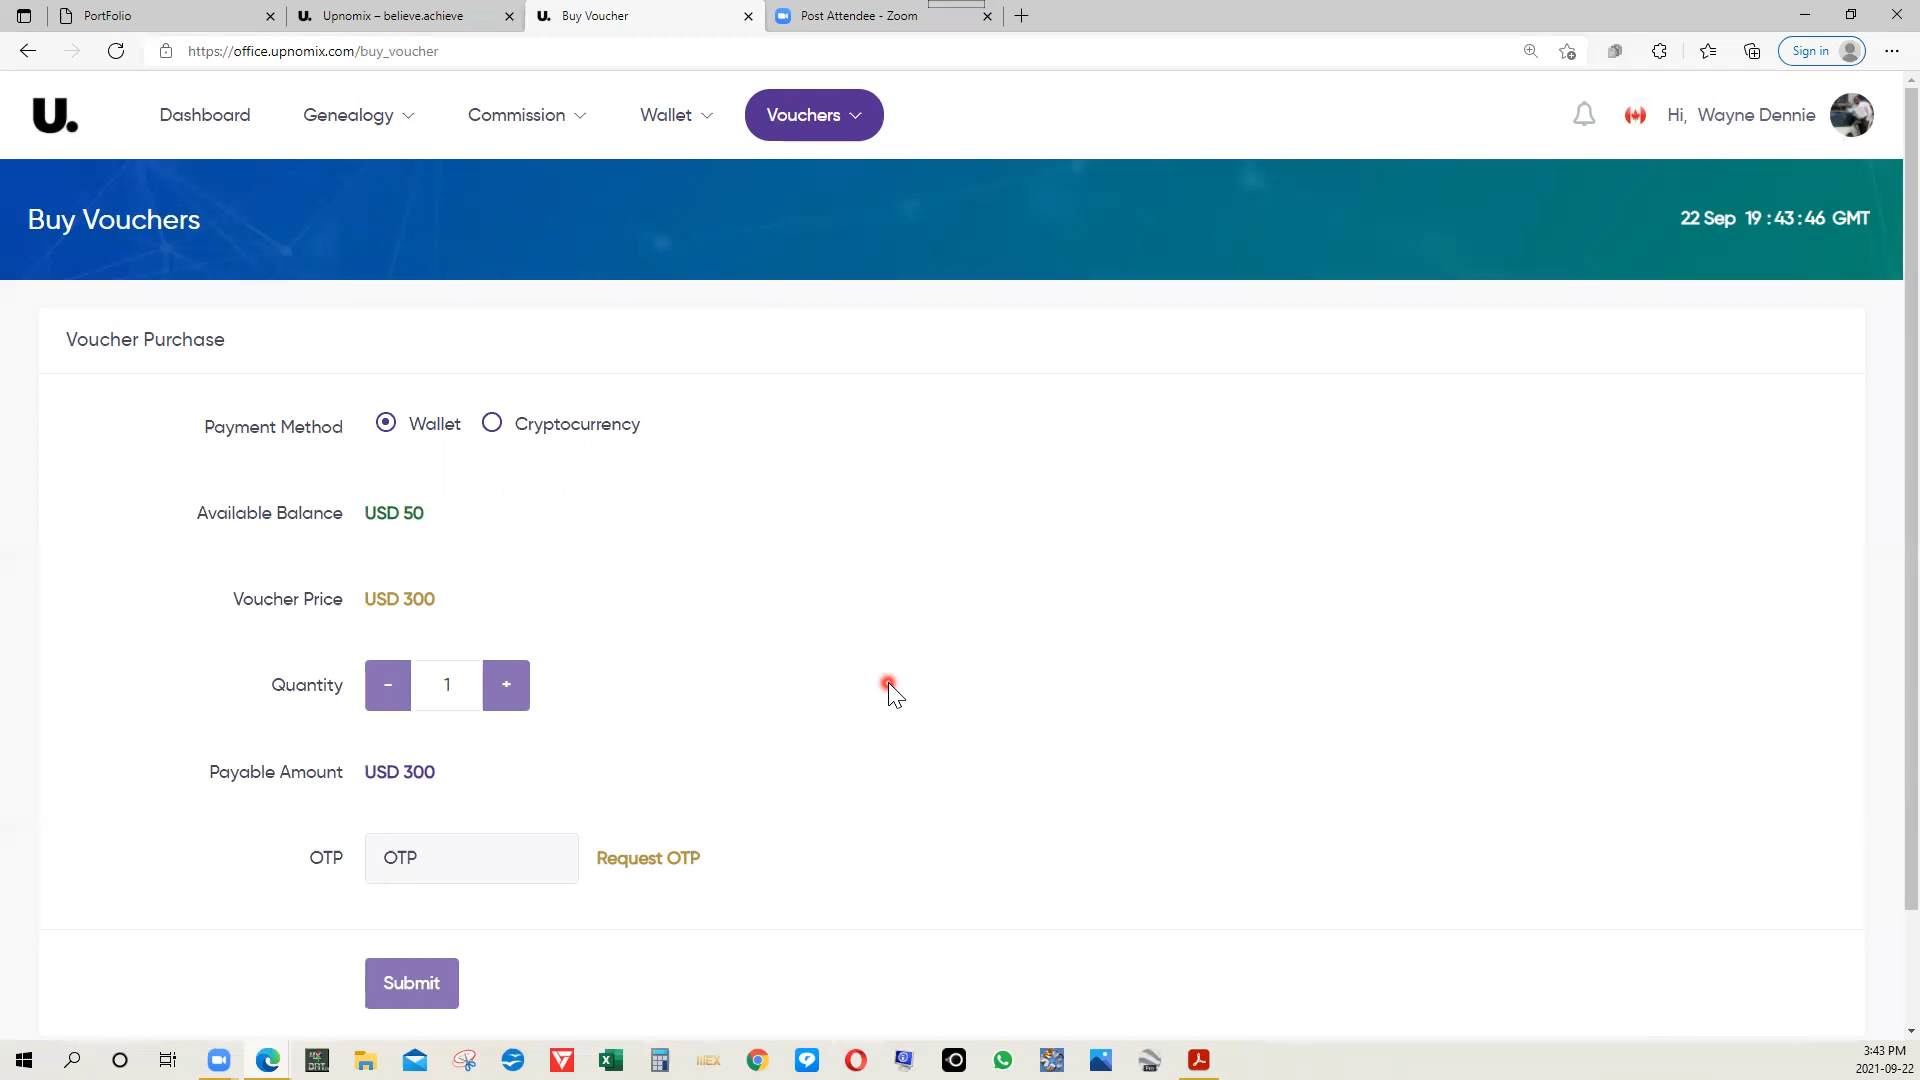 PortFolio
Upnomix – believe.achieve
Buy Voucher
Post Attendee - Zoom
https://office.upnomix.com/buy_voucher
Sign in
U.
Dashboard
Genealogy
Commission
Wallet
Vouchers
Hi, Wayne Dennie
Buy Vouchers
22 Sep 19 : 43 : 46 GMT
Voucher Purchase
Payment Method
Wallet
Cryptocurrency
Available Balance
USD 50
Voucher Price
USD 300
Quantity
-
1
+
Payable Amount
USD 300
OTP
OTP
Request OTP
Submit
3:43 PM
2021-09-22